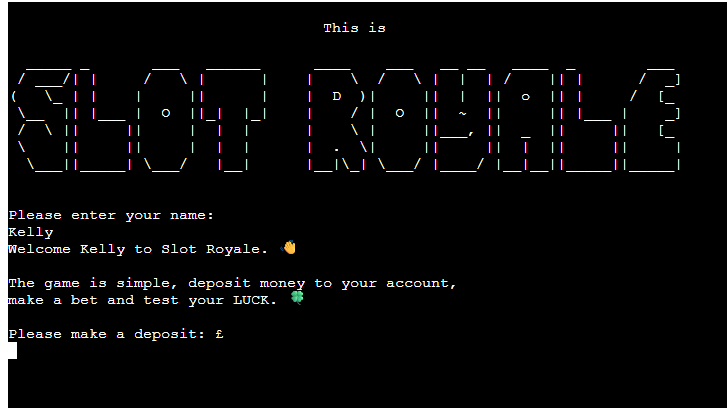 This is
SLOT ROYALE
Please enter your name:
Kelly
Welcome Kelly to Slot Royale. 👋
The game is simple, deposit money to your account,
make a bet and test your LUCK. 🍀
Please make a deposit: £